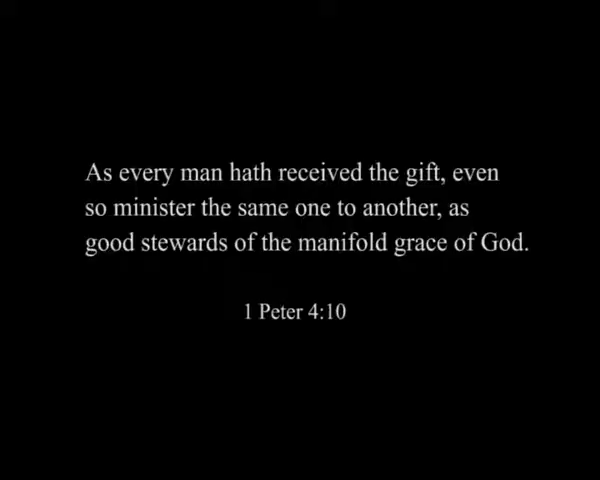 As every man hath received the gift, even
so minister the same one to another, as
good stewards of the manifold grace of God.
1 Peter 4:10